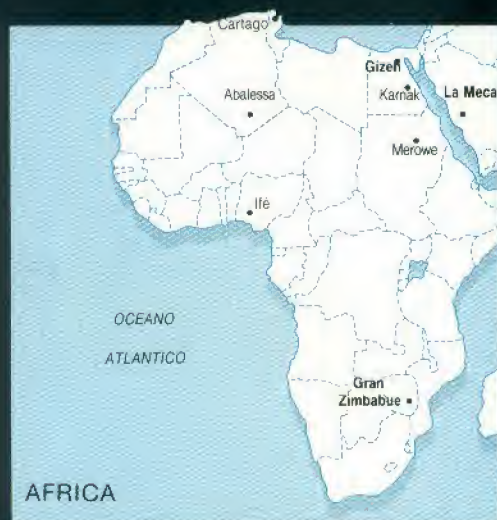 Cartago
Gizeh
Abalessa
Karnak
La Meca
Merowe
Ifé
OCEANO
ATLANTICO
Gran
Zimbabue
AFRICA